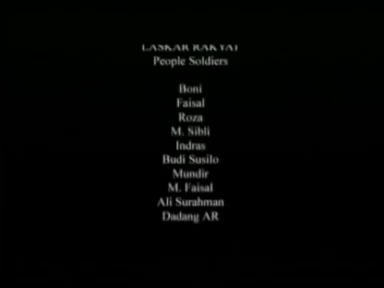 LASKAR RAKYAT
People Soldiers
Boni
Faisal
Roza
M. Sibli
Indras
Budi Susilo
Mundir
M. Faisal
Ali Surahman
Dadang AR